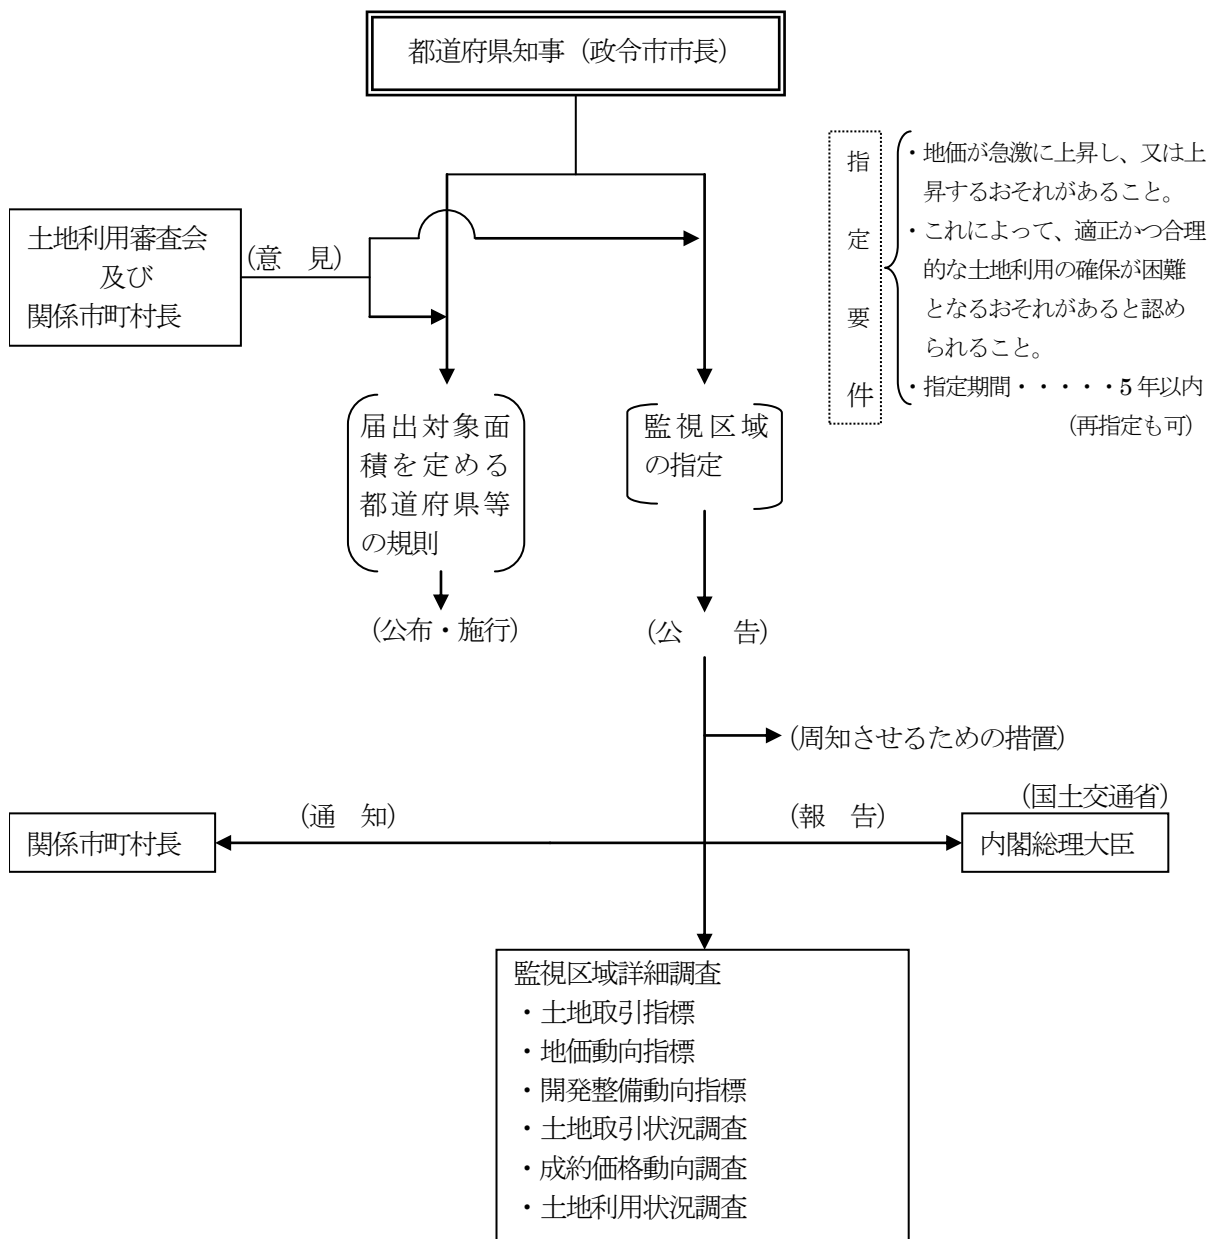 都道府県知事（政令市市長）
指定要件
・地価が急激に上昇し、又は上
昇するおそれがあること。
・これによって、適正かつ合理
的な土地利用の確保が困難
となるおそれがあると認め
られること。
・指定期間・・・・・5年以内
(再指定も可)
土地利用審査会
及び
関係市町村長
(意　見)
届出対象面
積を定める
都道府県等
の規則
監視区域
の指定
(公布・施行)
(公　　告)
(周知させるための措置)
(通　知)
(報　告)
(国土交通省)
関係市町村長
内閣総理大臣
監視区域詳細調査
・土地取引指標
・地価動向指標
・開発整備動向指標
・土地取引状況調査
・成約価格動向調査
・土地利用状況調査